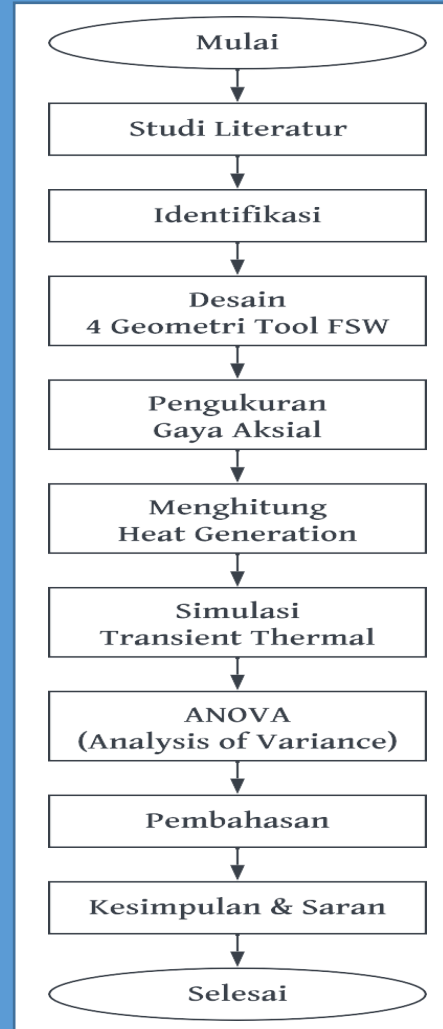 Mulai
Studi Literatur
Identifikasi
Desain
4 Geometri Tool FSW
Pengukuran
Gaya Aksial
Menghitung
Heat Generation
Simulasi
Transient Thermal
ANOVA
(Analysis of Variance)
Pembahasan
Kesimpulan & Saran
Selesai